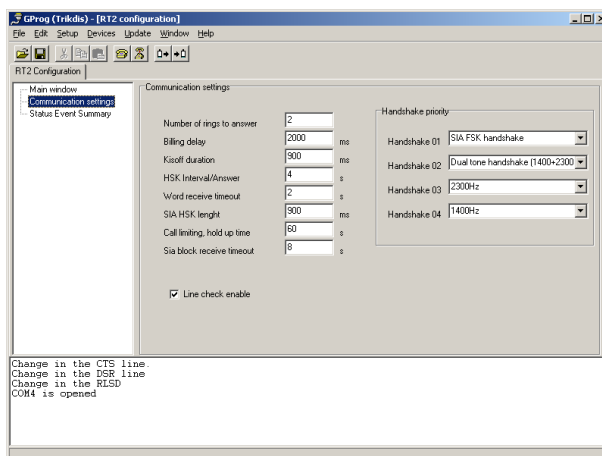 GProg (Trikdis) - [RT2 configuration]
File Edit Setup Devices Update Window Help
RT2 Configuration
Main window
Communication settings
Status Event Summary
Communication settings
Number of rings to answer 2
Billing delay 2000 ms
Kisoff duration 900 ms
HSK Interval/Answer 4 s
Word receive timeout 2 s
SIA HSK lenght 900 ms
Call limiting, hold up time 60 s
Sia block receive timeout 8 s
Line check enable
Handshake priority
Handshake 01 SIA FSK handshake
Handshake 02 Dual tone handshake (1400+2300
Handshake 03 2300Hz
Handshake 04 1400Hz
Change in the CTS line.
Change in the DSR line
Change in the RLSD
COM4 is opened